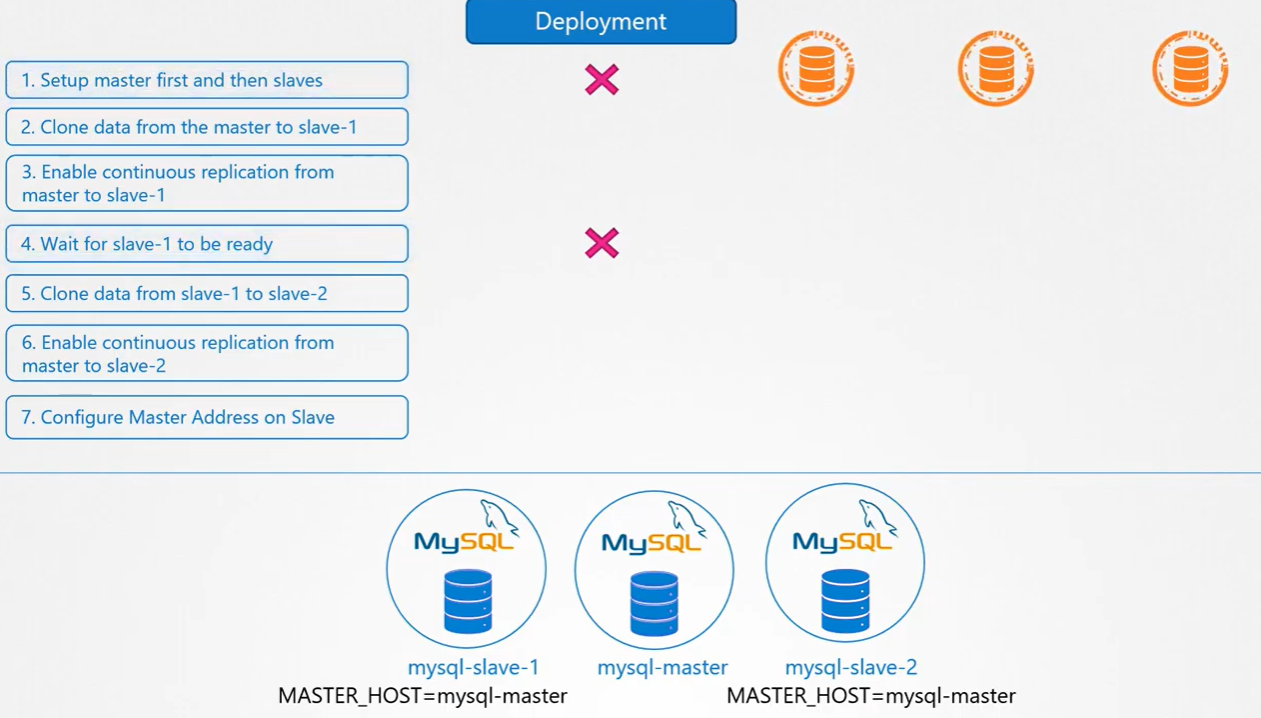 Deployment
1. Setup master first and then slaves
2. Clone data from the master to slave-1
3. Enable continuous replication from
master to slave-1
4. Wait for slave-1 to be ready
5. Clone data from slave-1 to slave-2
6. Enable continuous replication from
master to slave-2
7. Configure Master Address on Slave
MySQL
MySQL
MySQL
mysql-slave-1
mysql-master
mysql-slave-2
MASTER_HOST=mysql-master
MASTER_HOST=mysql-master